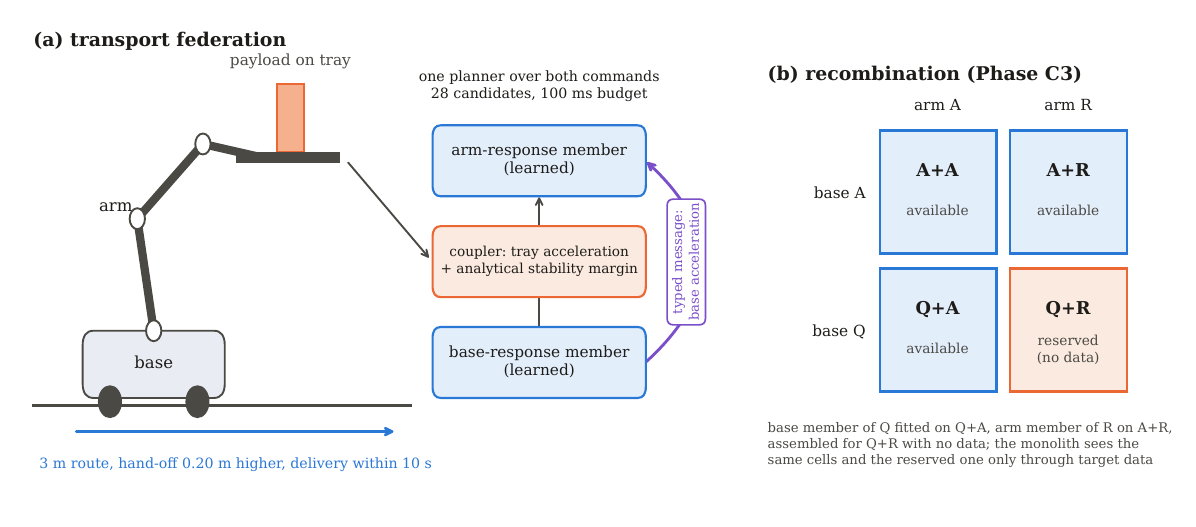 (a) transport federation
payload on tray
arm
base
3 m route, hand-off 0.20 m higher, delivery within 10 s
one planner over both commands
28 candidates, 100 ms budget
arm-response member
(learned)
coupler: tray acceleration
+ analytical stability margin
base-response member
(learned)
typed message:
base acceleration
(b) recombination (Phase C3)
arm A
arm R
base A
A+A
available
A+R
available
base Q
Q+A
available
Q+R
reserved
(no data)
base member of Q fitted on Q+A, arm member of R on A+R,
assembled for Q+R with no data; the monolith sees the
same cells and the reserved one only through target data